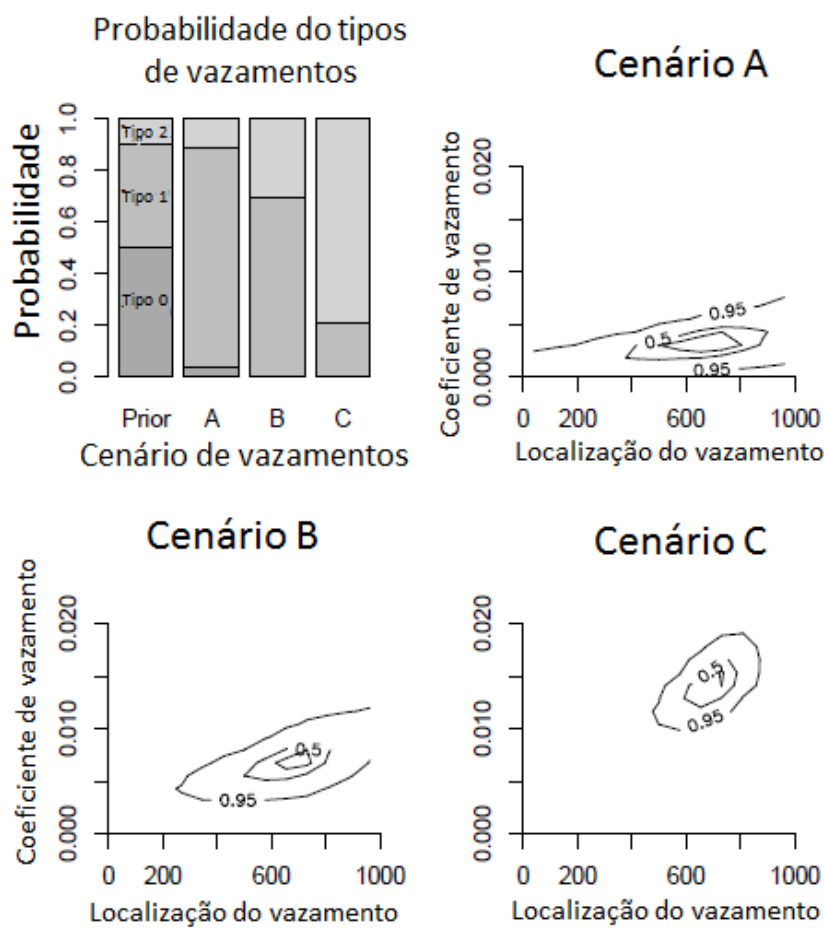 Probabilidade do tipos
de vazamentos
Probabilidade
0.0 0.2 0.4 0.6 0.8 1.0
Tipo 2
Tipo 1
Tipo 0
Prior A B C
Cenário de vazamentos
Cenário A
Coeficiente de vazamento
0.000 0.010 0.020
0.95
0.5
0.95
0 200 600 1000
Localização do vazamento
Cenário B
Coeficiente de vazamento
0.000 0.010 0.020
0.5
0.95
0 200 600 1000
Localização do vazamento
Cenário C
Coeficiente de vazamento
0.000 0.010 0.020
0.5
0.95
0 200 600 1000
Localização do vazamento